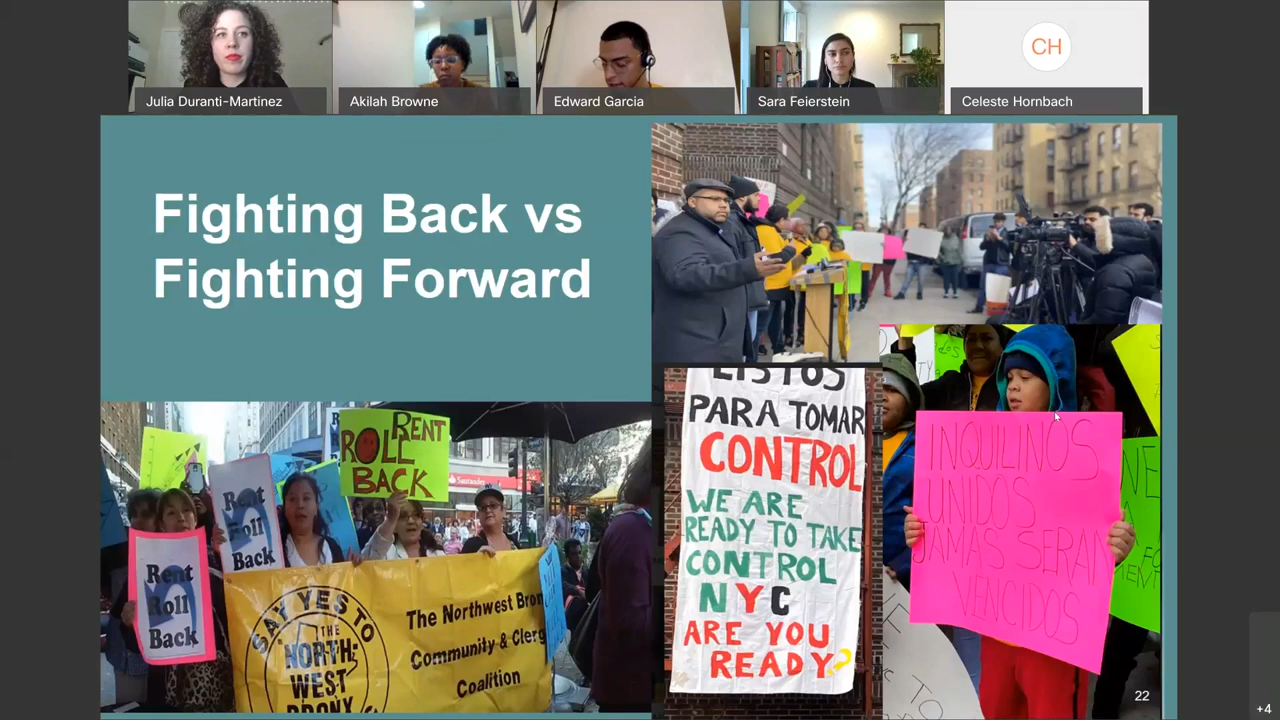 Julia Duranti-Martinez
Akilah Browne
Edward Garcia
Sara Feierstein
CH
Celeste Hornbach
Fighting Back vs
Fighting Forward
RENT
ROLL
BACK
Rent
Roll
Back
Rent
Roll
Back
SAY YES TO
THE
NORTH-
WEST
BRONX
The Northwest Bron
Community & Clerg
Coalition
LISTOS
PARA TOMAR
CONTROL
WE ARE
READY TO TAKE
CONTROL
NYC
ARE YOU
READY?
INQUILINOS
UNIDOS
JAMAS SERAN
VENCIDOS
22
+4